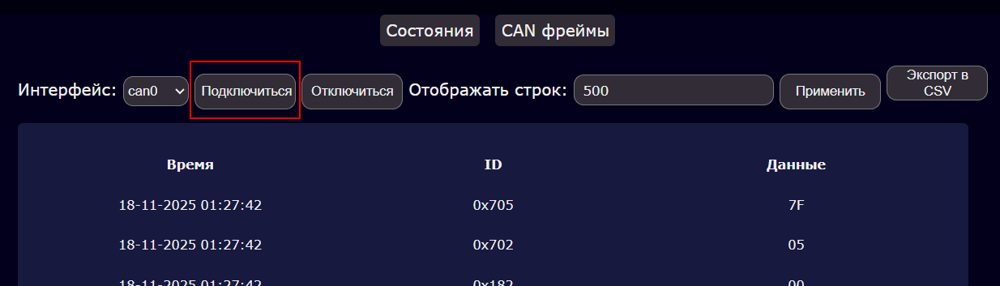 Состояния CAN фреймы
Интерфейс: can0 Подключиться Отключиться Отображать строк: 500 Применить Экспорт в CSV
Время ID Данные
18-11-2025 01:27:42 0x705 7F
18-11-2025 01:27:42 0x702 05
18-11-2025 01:27:42 0x182 00